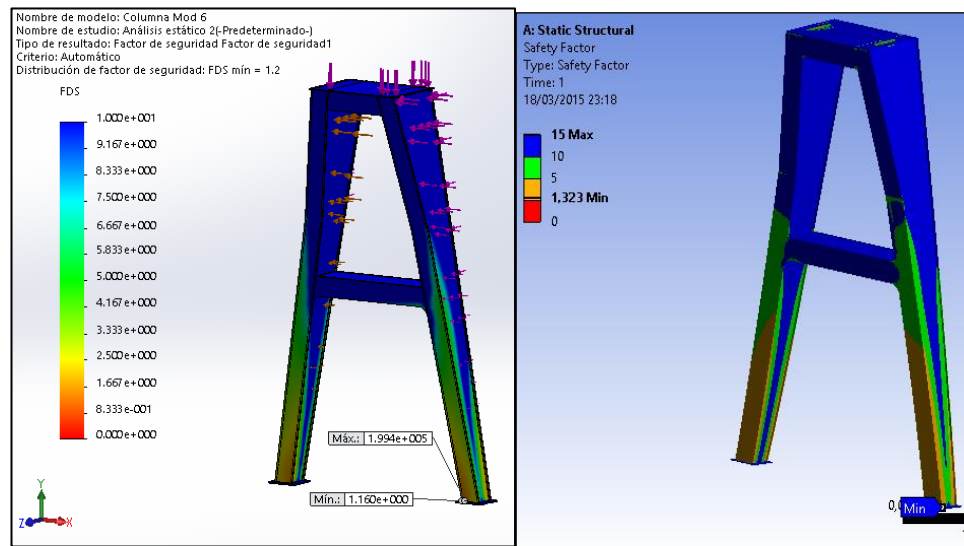 Nombre de modelo: Columna Mod 6
Nombre de estudio: Análisis estático 2(-Predeterminado-)
Tipo de resultado: Factor de seguridad Factor de seguridad1
Criterio: Automático
Distribución de factor de seguridad: FDS mín = 1.2
FDS
1.000e+001
9.167e+000
8.333e+000
7.500e+000
6.667e+000
5.833e+000
5.000e+000
4.167e+000
3.333e+000
2.500e+000
1.667e+000
8.333e-001
0.000e+000
Máx.: 1.994e+005
Mín.: 1.160e+000
Y
Z
X
A: Static Structural
Safety Factor
Type: Safety Factor
Time: 1
18/03/2015 23:18
15 Max
10
5
1,323 Min
0
Min